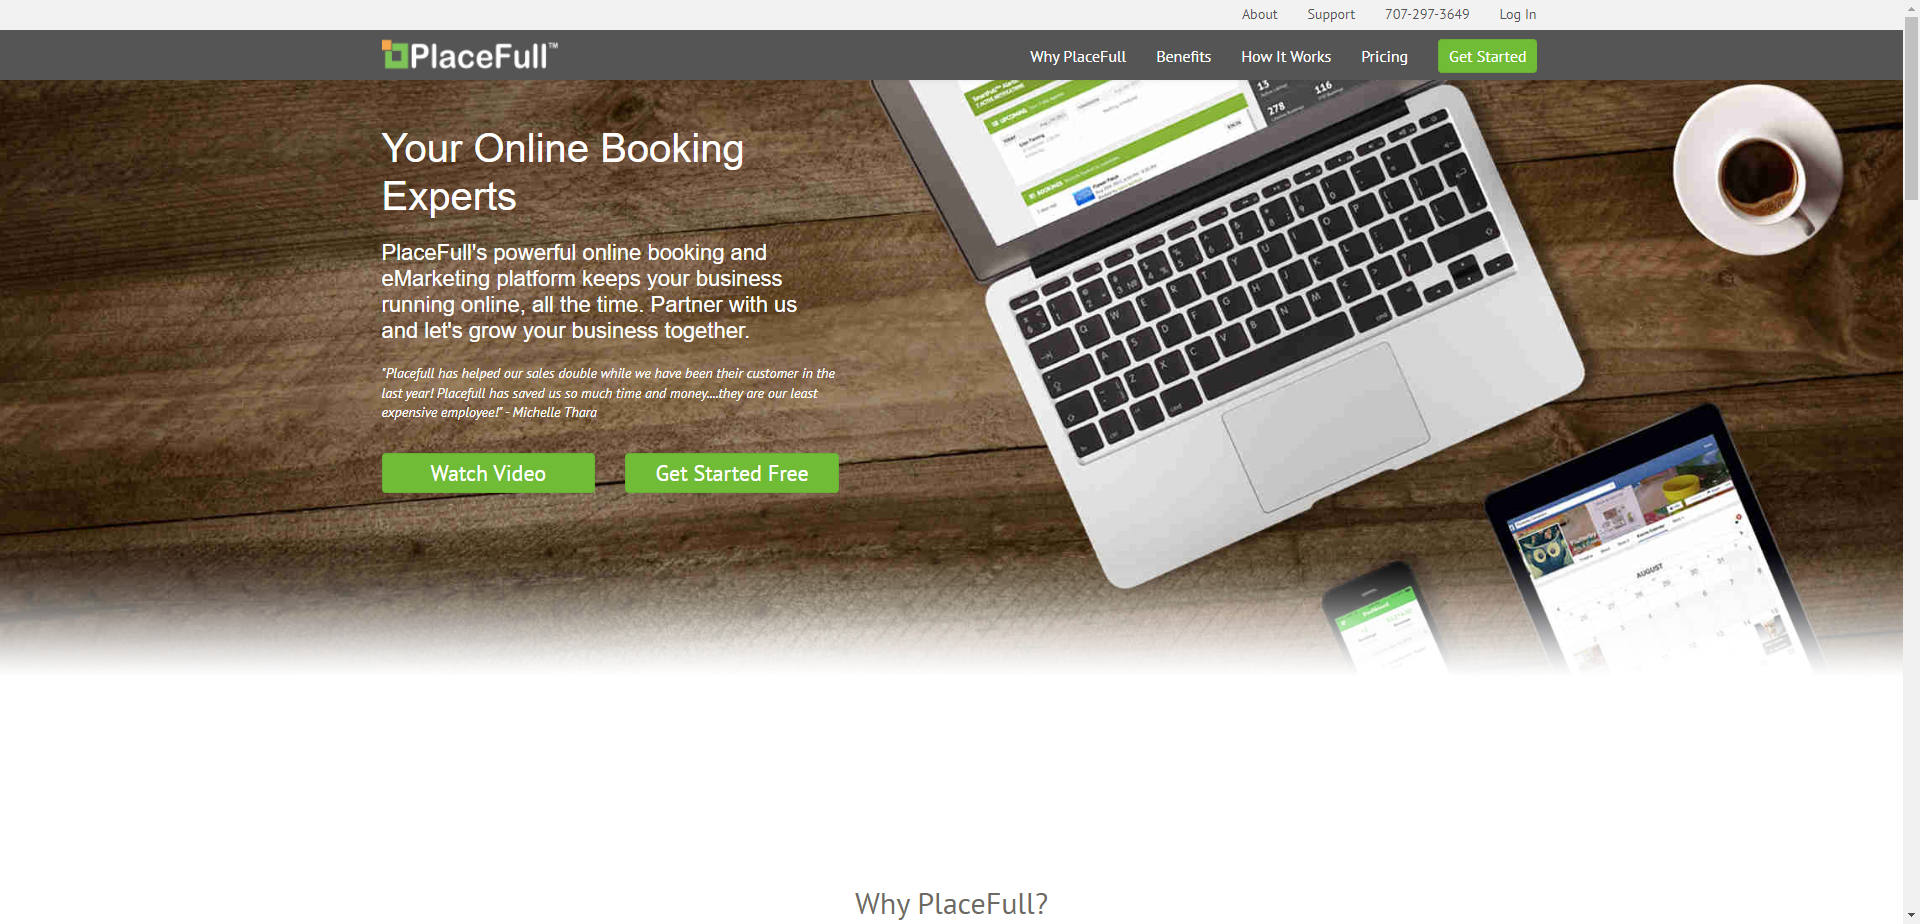 About Support 707-297-3649 Log In
PlaceFull™
Why PlaceFull Benefits How It Works Pricing Get Started
Your Online Booking
Experts
PlaceFull's powerful online booking and
eMarketing platform keeps your business
running online, all the time. Partner with us
and let's grow your business together.
"Placefull has helped our sales double while we have been their customer in the
last year! Placefull has saved us so much time and money....they are our least
expensive employee!" - Michelle Thara
Watch Video Get Started Free
UPCOMING
BOOKINGS
13
116
278
Dashboard
AUGUST
Why PlaceFull?